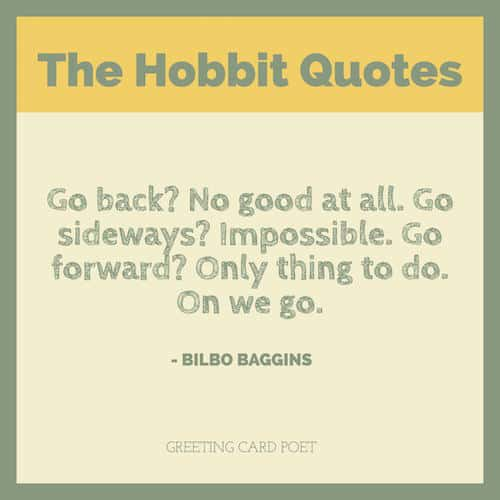 The Hobbit Quotes
Go back? No good at all. Go
sideways? Impossible. Go
forward? Only thing to do.
On we go.
- BILBO BAGGINS
GREETING CARD POET